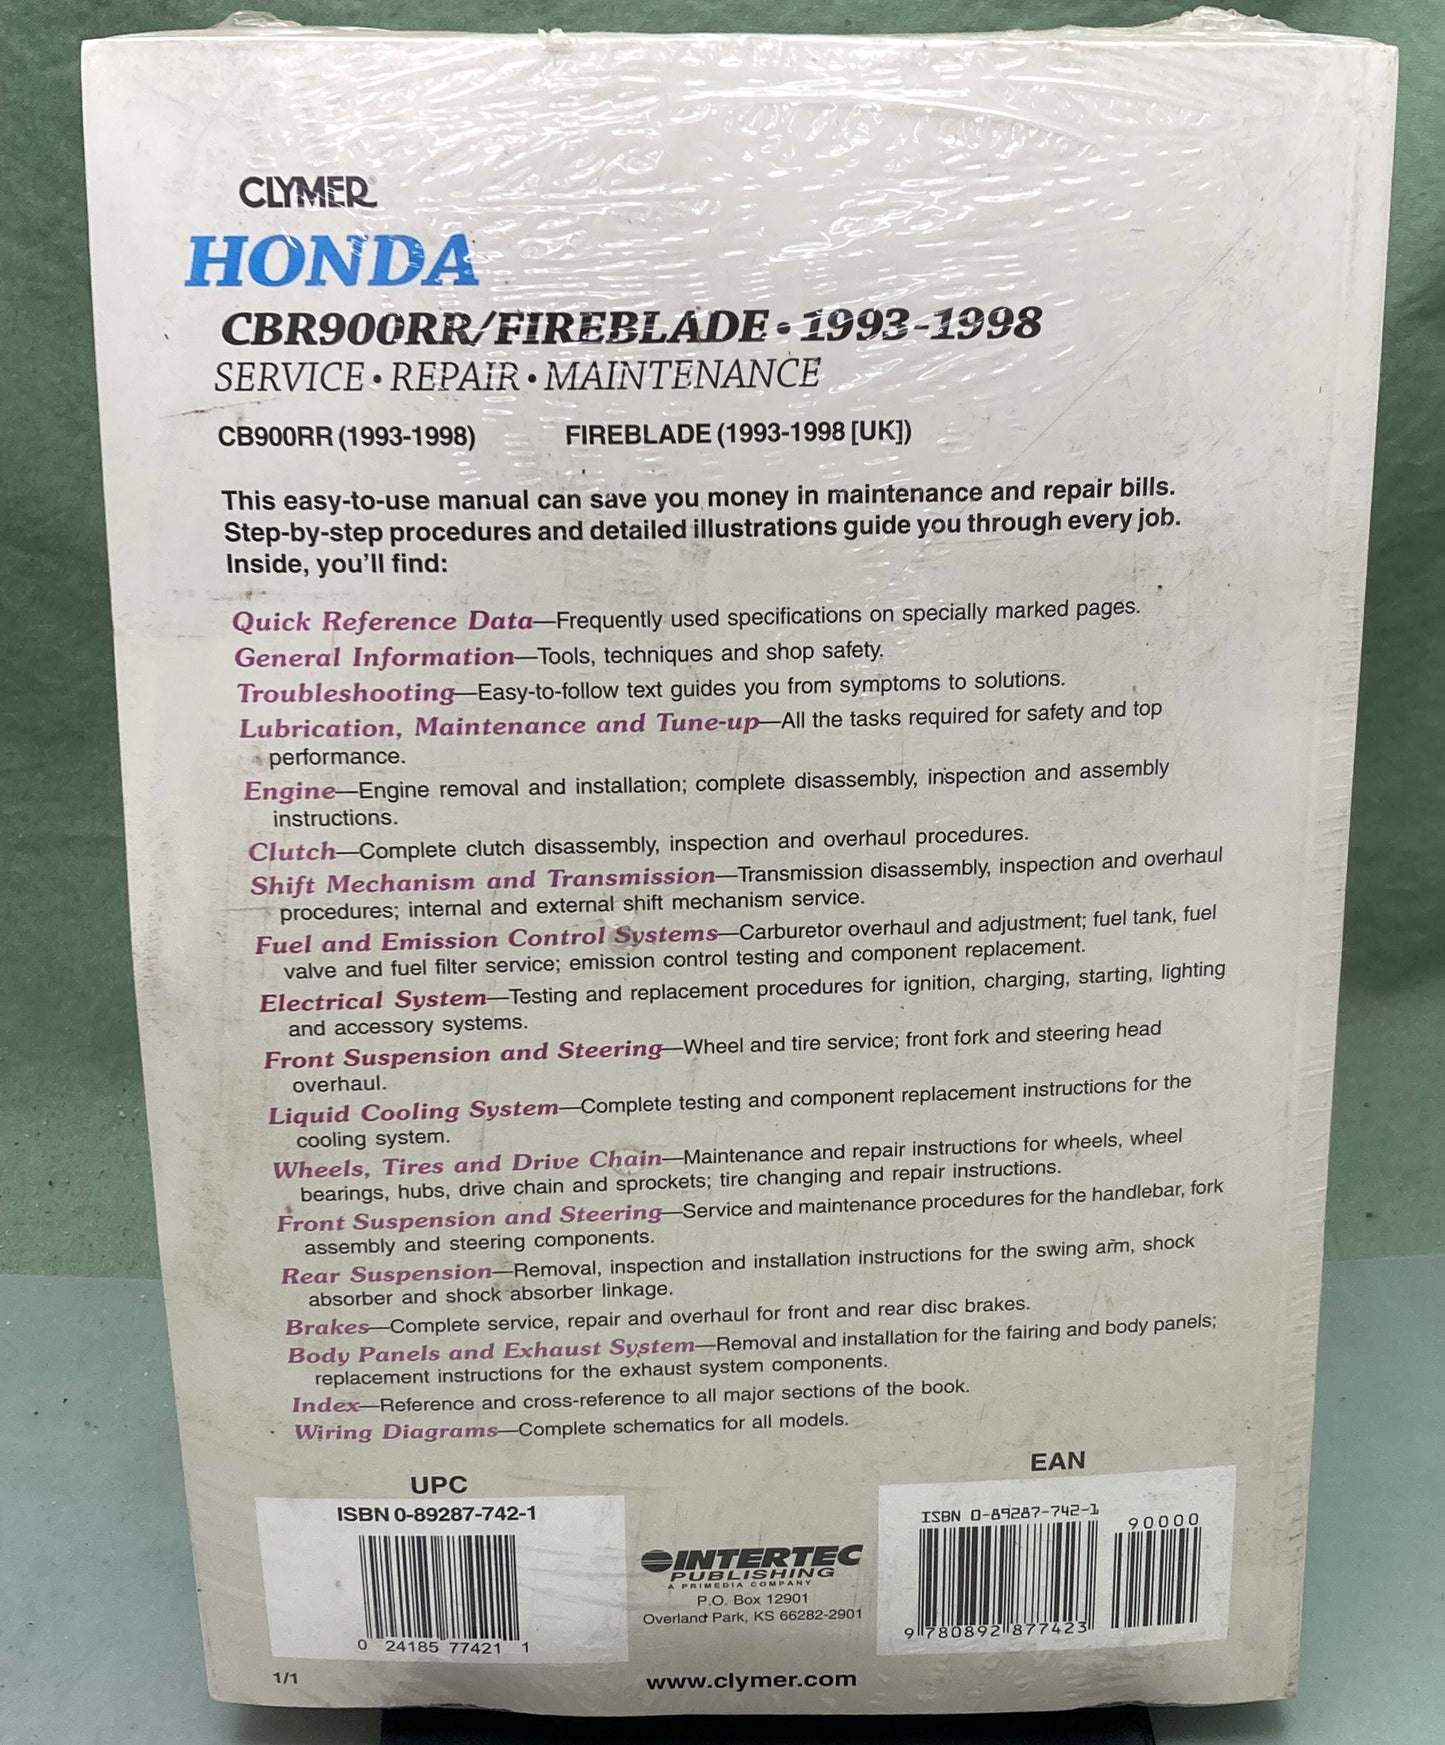 CLYMER®
HONDA
CBR900RR/FIREBLADE • 1993-1998
SERVICE • REPAIR • MAINTENANCE
CB900RR (1993-1998) FIREBLADE (1993-1998 [UK])
This easy-to-use manual can save you money in maintenance and repair bills.
Step-by-step procedures and detailed illustrations guide you through every job.
Inside, you'll find:
Quick Reference Data—Frequently used specifications on specially marked pages.
General Information—Tools, techniques and shop safety.
Troubleshooting—Easy-to-follow text guides you from symptoms to solutions.
Lubrication, Maintenance and Tune-up—All the tasks required for safety and top
performance.
Engine—Engine removal and installation; complete disassembly, inspection and assembly
instructions.
Clutch—Complete clutch disassembly, inspection and overhaul procedures.
Shift Mechanism and Transmission—Transmission disassembly, inspection and overhaul
procedures; internal and external shift mechanism service.
Fuel and Emission Control Systems—Carburetor overhaul and adjustment; fuel tank, fuel
valve and fuel filter service; emission control testing and component replacement.
Electrical System—Testing and replacement procedures for ignition, charging, starting, lighting
and accessory systems.
Front Suspension and Steering—Wheel and tire service; front fork and steering head
overhaul.
Liquid Cooling System—Complete testing and component replacement instructions for the
cooling system.
Wheels, Tires and Drive Chain—Maintenance and repair instructions for wheels, wheel
bearings, hubs, drive chain and sprockets; tire changing and repair instructions.
Front Suspension and Steering—Service and maintenance procedures for the handlebar, fork
assembly and steering components.
Rear Suspension—Removal, inspection and installation instructions for the swing arm, shock
absorber and shock absorber linkage.
Brakes—Complete service, repair and overhaul for front and rear disc brakes.
Body Panels and Exhaust System—Removal and installation for the fairing and body panels;
replacement instructions for the exhaust system components.
Index—Reference and cross-reference to all major sections of the book.
Wiring Diagrams—Complete schematics for all models.
UPC
ISBN 0-89287-742-1
0 24185 77421 1
INTERTEC
PUBLISHING
A PRIMEDIA COMPANY
P.O. Box 12901
Overland Park, KS 66282-2901
EAN
ISBN 0-89287-742-1
90000
9 780892 877423
1/1
www.clymer.com